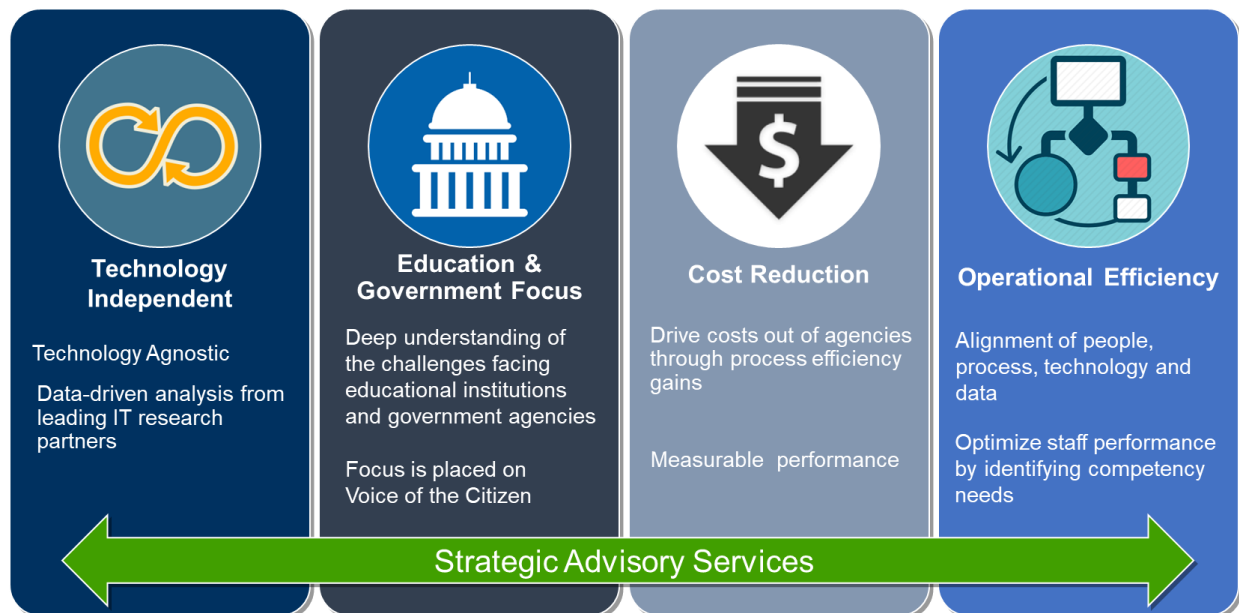 Technology
Independent
Technology Agnostic
Data-driven analysis from
leading IT research
partners
Education &
Government Focus
Deep understanding of
the challenges facing
educational institutions
and government agencies
Focus is placed on
Voice of the Citizen
$
Cost Reduction
Drive costs out of agencies
through process efficiency
gains
Measurable performance
Operational Efficiency
Alignment of people,
process, technology and
data
Optimize staff performance
by identifying competency
needs
Strategic Advisory Services